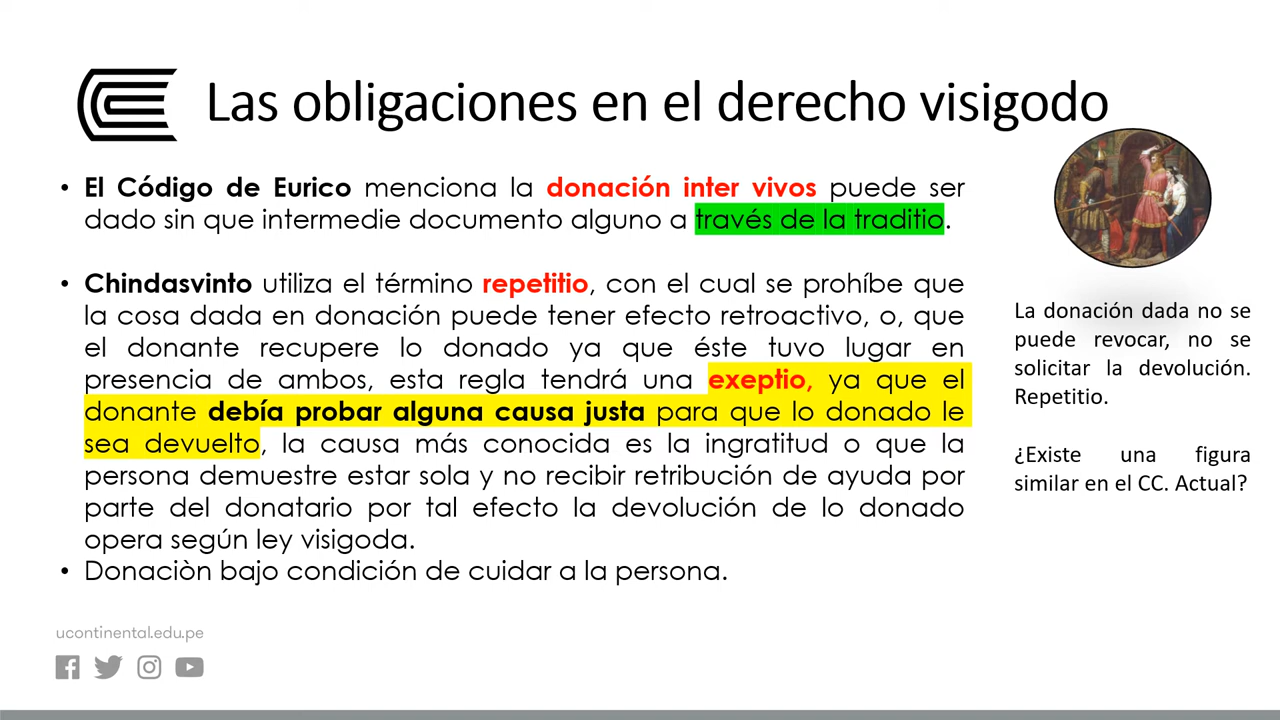 Las obligaciones en el derecho visigodo
• El Código de Eurico menciona la donación inter vivos puede ser
dado sin que intermedie documento alguno a través de la traditio.
• Chindasvinto utiliza el término repetitio, con el cual se prohíbe que
la cosa dada en donación puede tener efecto retroactivo, o, que
el donante recupere lo donado ya que éste tuvo lugar en
presencia de ambos, esta regla tendrá una exeptio, ya que el
donante debía probar alguna causa justa para que lo donado le
sea devuelto, la causa más conocida es la ingratitud o que la
persona demuestre estar sola y no recibir retribución de ayuda por
parte del donatario por tal efecto la devolución de lo donado
opera según ley visigoda.
• Donaciòn bajo condición de cuidar a la persona.
La donación dada no se
puede revocar, no se
solicitar la devolución.
Repetitio.
¿Existe una figura
similar en el CC. Actual?
ucontinental.edu.pe